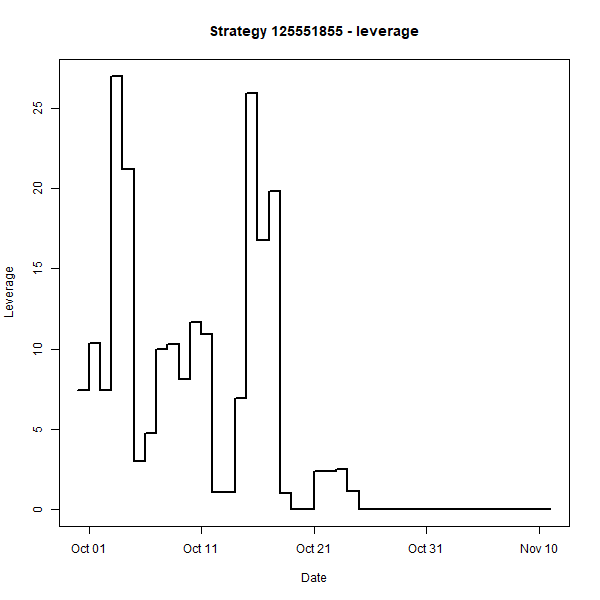 Strategy 125551855 - leverage
Leverage
25
20
15
10
5
0
Oct 01
Oct 11
Oct 21
Oct 31
Nov 10
Date